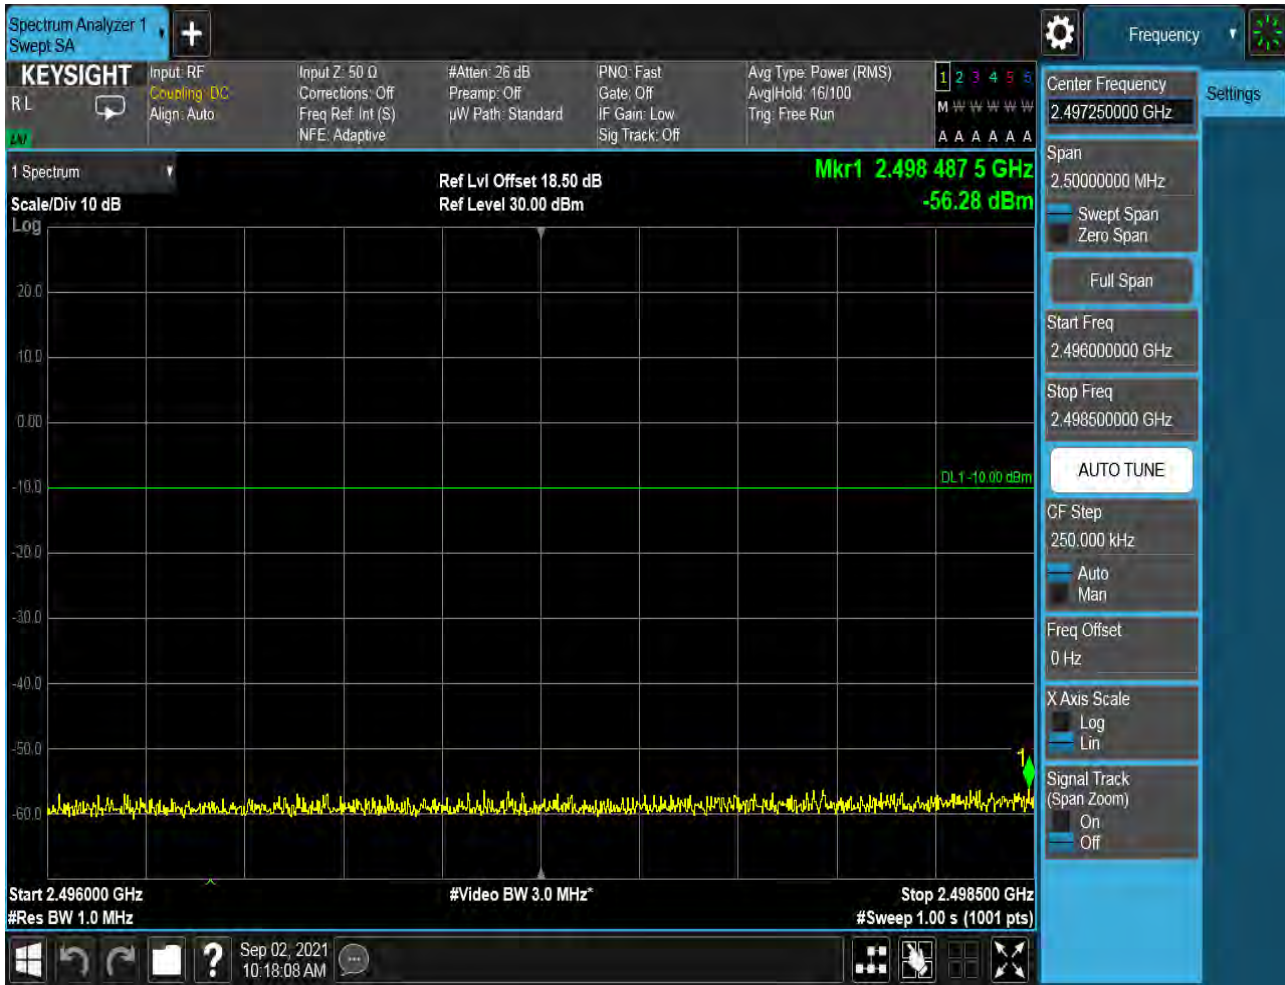 Spectrum Analyzer 1
Swept SA
Frequency
KEYSIGHT
R L
Input: RF
Coupling: DC
Align: Auto
Input Z: 50 Ω
Corrections: Off
Freq Ref: Int (S)
NFE: Adaptive
#Atten: 26 dB
Preamp: Off
µW Path: Standard
PNO: Fast
Gate: Off
IF Gain: Low
Sig Track: Off
Avg Type: Power (RMS)
Avg|Hold: 16/100
Trig: Free Run
1 2 3 4 5 6
M W W W W W
A A A A A A
1 Spectrum
Scale/Div 10 dB
Log
Ref Lvl Offset 18.50 dB
Ref Level 30.00 dBm
Mkr1 2.498 487 5 GHz
-56.28 dBm
20.0
10.0
0.00
-10.0
-20.0
-30.0
-40.0
-50.0
-60.0
DL1 -10.00 dBm
1
Start 2.496000 GHz
#Res BW 1.0 MHz
#Video BW 3.0 MHz*
Stop 2.498500 GHz
#Sweep 1.00 s (1001 pts)
Sep 02, 2021
10:18:08 AM
Center Frequency
2.497250000 GHz
Settings
Span
2.50000000 MHz
Swept Span
Zero Span
Full Span
Start Freq
2.496000000 GHz
Stop Freq
2.498500000 GHz
AUTO TUNE
CF Step
250.000 kHz
Auto
Man
Freq Offset
0 Hz
X Axis Scale
Log
Lin
Signal Track
(Span Zoom)
On
Off